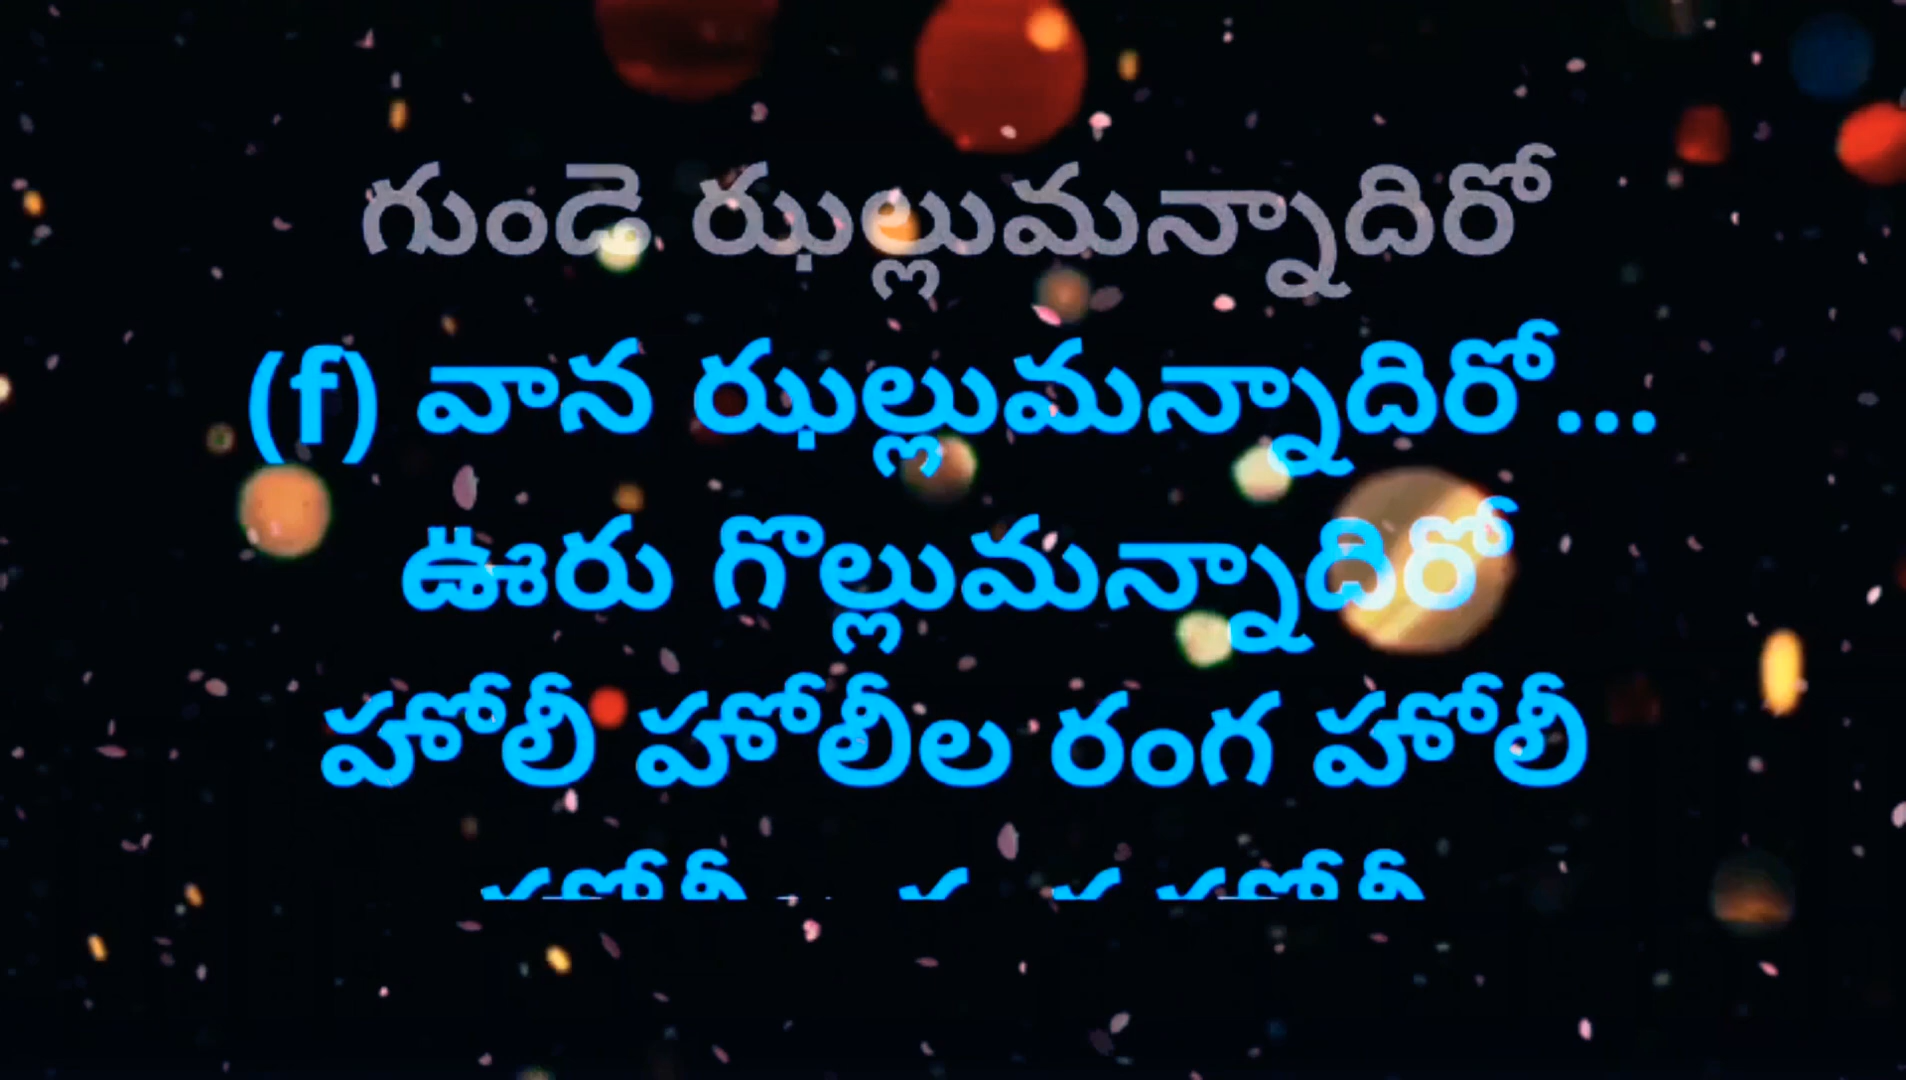 గుండె ఝల్లుమన్నాదిరో
(f) వాన ఝల్లుమన్నాదిరో...
ఊరు గొల్లుమన్నాదిరో
హోలీ హోలీల రంగ హోలీ